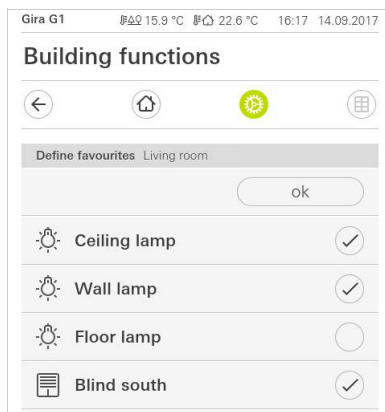 Gira G1 15.9 °C 22.6 °C 16:17 14.09.2017
Building functions
Define favourites Living room
ok
Ceiling lamp
Wall lamp
Floor lamp
Blind south